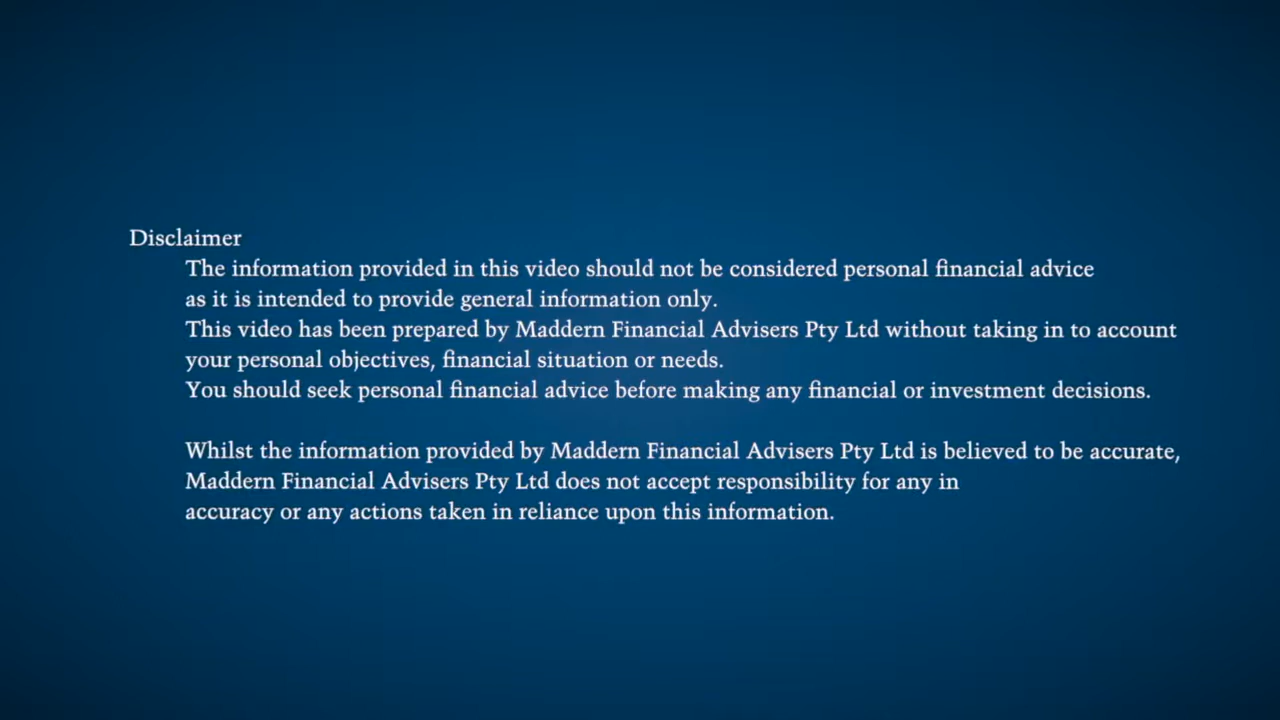 Disclaimer
The information provided in this video should not be considered personal financial advice
as it is intended to provide general information only.
This video has been prepared by Maddern Financial Advisers Pty Ltd without taking in to account
your personal objectives, financial situation or needs.
You should seek personal financial advice before making any financial or investment decisions.
Whilst the information provided by Maddern Financial Advisers Pty Ltd is believed to be accurate,
Maddern Financial Advisers Pty Ltd does not accept responsibility for any in
accuracy or any actions taken in reliance upon this information.